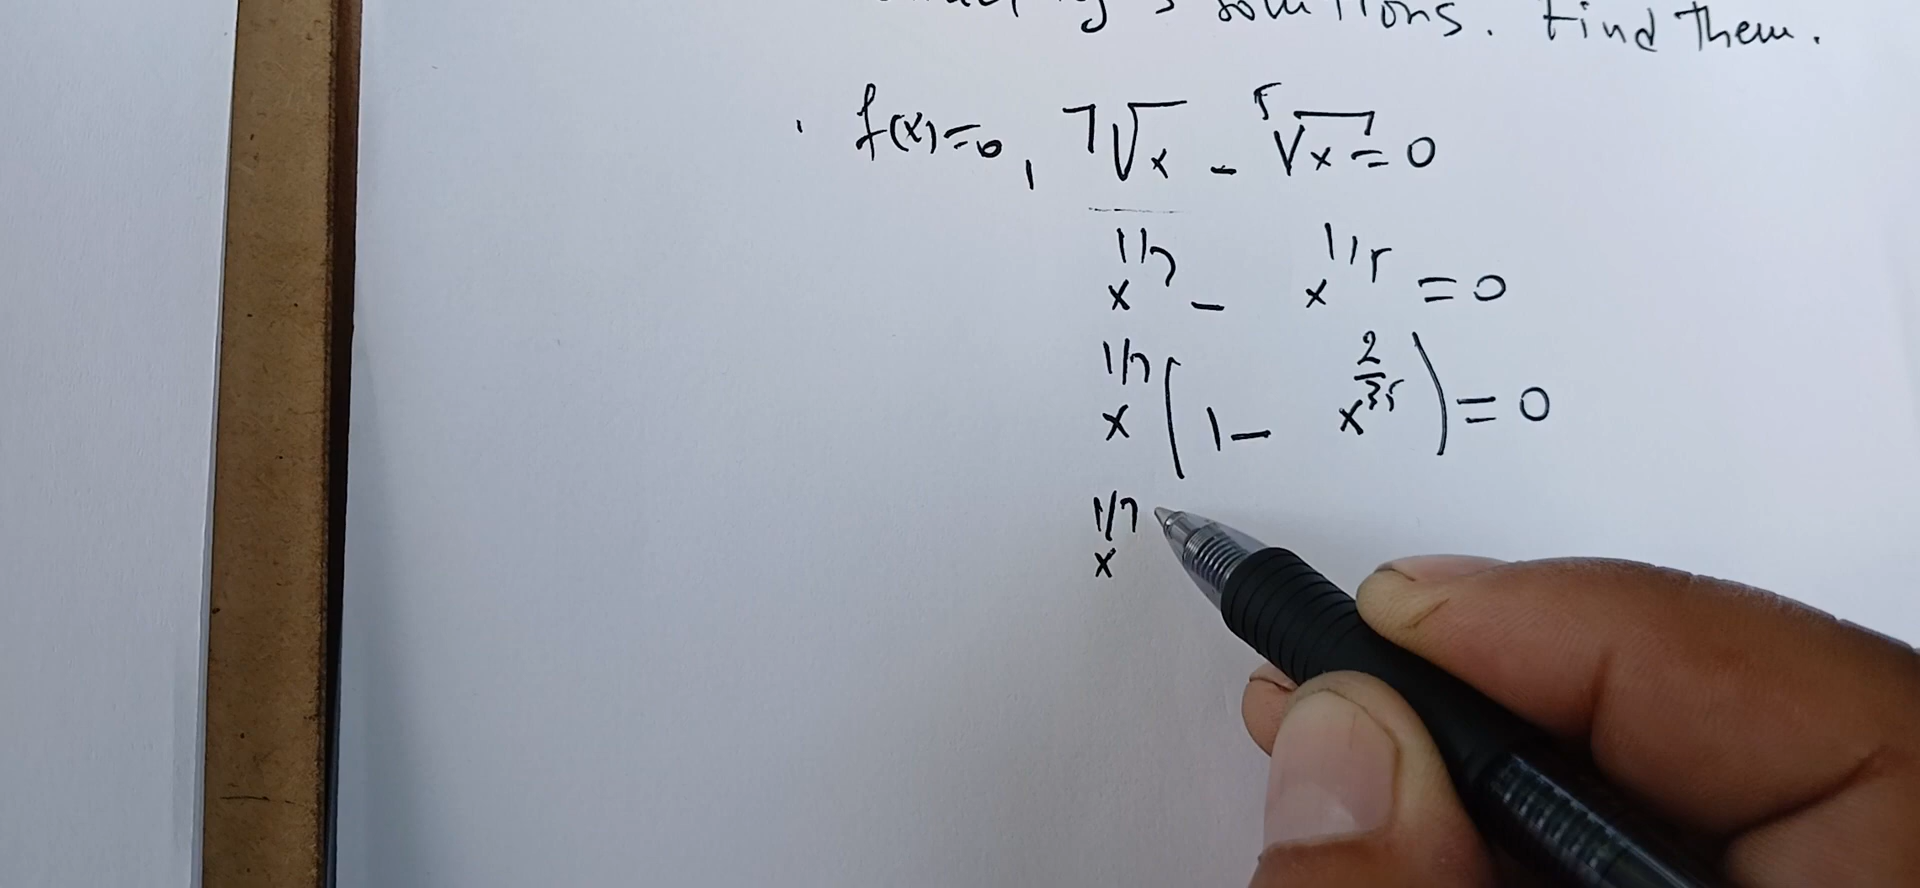 solutions. Find them.
f(x)=0, ⁷√x - ⁵√x = 0
x^1/7 - x^1/5 = 0
x^1/7 (1 - x^2/35) = 0
x^1/7